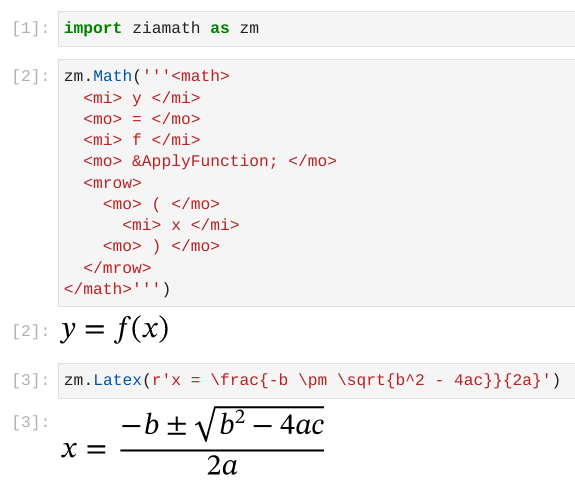 [1]: import ziamath as zm
[2]: zm.Math('''<math>
  <mi> y </mi>
  <mo> = </mo>
  <mi> f </mi>
  <mo> &ApplyFunction; </mo>
  <mrow>
    <mo> ( </mo>
      <mi> x </mi>
    <mo> ) </mo>
  </mrow>
</math>''')
[2]: y = f(x)
[3]: zm.Latex(r'x = \frac{-b \pm \sqrt{b^2 - 4ac}}{2a}')
[3]: x = \frac{−b ± \sqrt{b^2 − 4ac}}{2a}